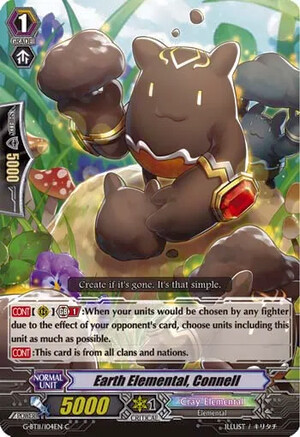 1
GRADE
5000
Create if it's gone. It's that simple.
CONT【 】GB 1 :When your units would be chosen by any fighter
due to the effect of your opponent's card, choose units including this
unit as much as possible.
CONT:This card is from all clans and nations.
NORMAL UNIT
Earth Elemental, Connell
POWER
5000
1
CRITICAL
Cray Elemental
Elemental
G-BT11/104EN C
ILLUST / キリタチ